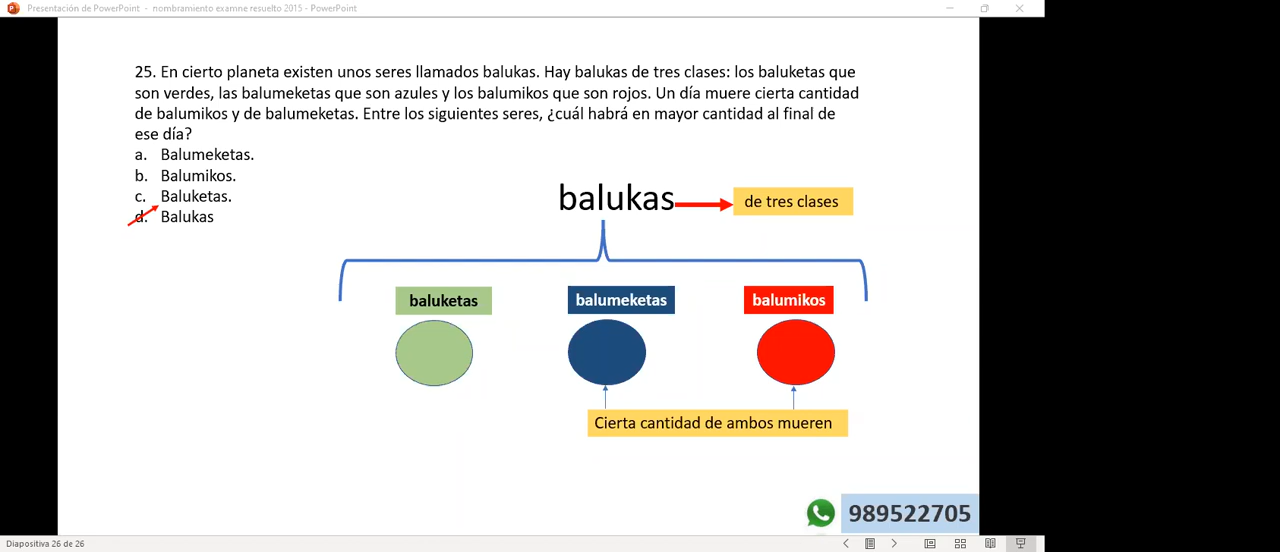 Presentación de PowerPoint - nombramiento examne resuelto 2015 - PowerPoint
25. En cierto planeta existen unos seres llamados balukas. Hay balukas de tres clases: los baluketas que
son verdes, las balumeketas que son azules y los balumikos que son rojos. Un día muere cierta cantidad
de balumikos y de balumeketas. Entre los siguientes seres, ¿cuál habrá en mayor cantidad al final de
ese día?
a. Balumeketas.
b. Balumikos.
c. Baluketas.
d. Balukas
balukas
de tres clases
baluketas
balumeketas
balumikos
Cierta cantidad de ambos mueren
989522705
Diapositiva 26 de 26